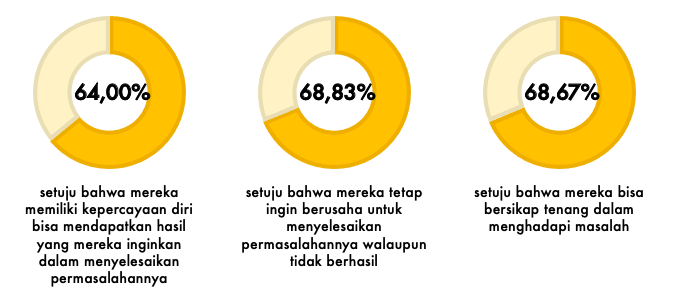 64,00%
setuju bahwa mereka
memiliki kepercayaan diri
bisa mendapatkan hasil
yang mereka inginkan
dalam menyelesaikan
permasalahannya
68,83%
setuju bahwa mereka tetap
ingin berusaha untuk
menyelesaikan
permasalahannya walaupun
tidak berhasil
68,67%
setuju bahwa mereka bisa
bersikap tenang dalam
menghadapi masalah